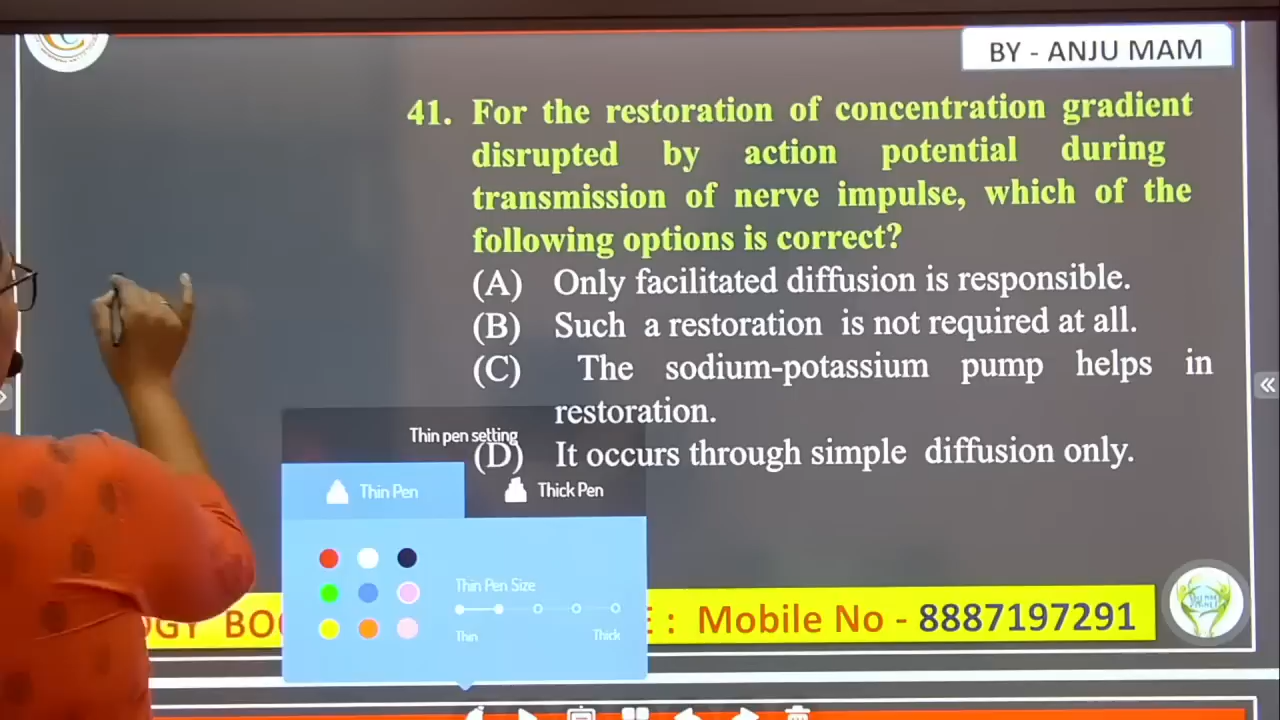 BY - ANJU MAM
41. For the restoration of concentration gradient
disrupted by action potential during
transmission of nerve impulse, which of the
following options is correct?
(A) Only facilitated diffusion is responsible.
(B) Such a restoration is not required at all.
(C) The sodium-potassium pump helps in
restoration.
Thin pen setting
(D) It occurs through simple diffusion only.
Thin Pen
Thick Pen
Thin Pen Size
Thin
Thick
: Mobile No - 8887197291